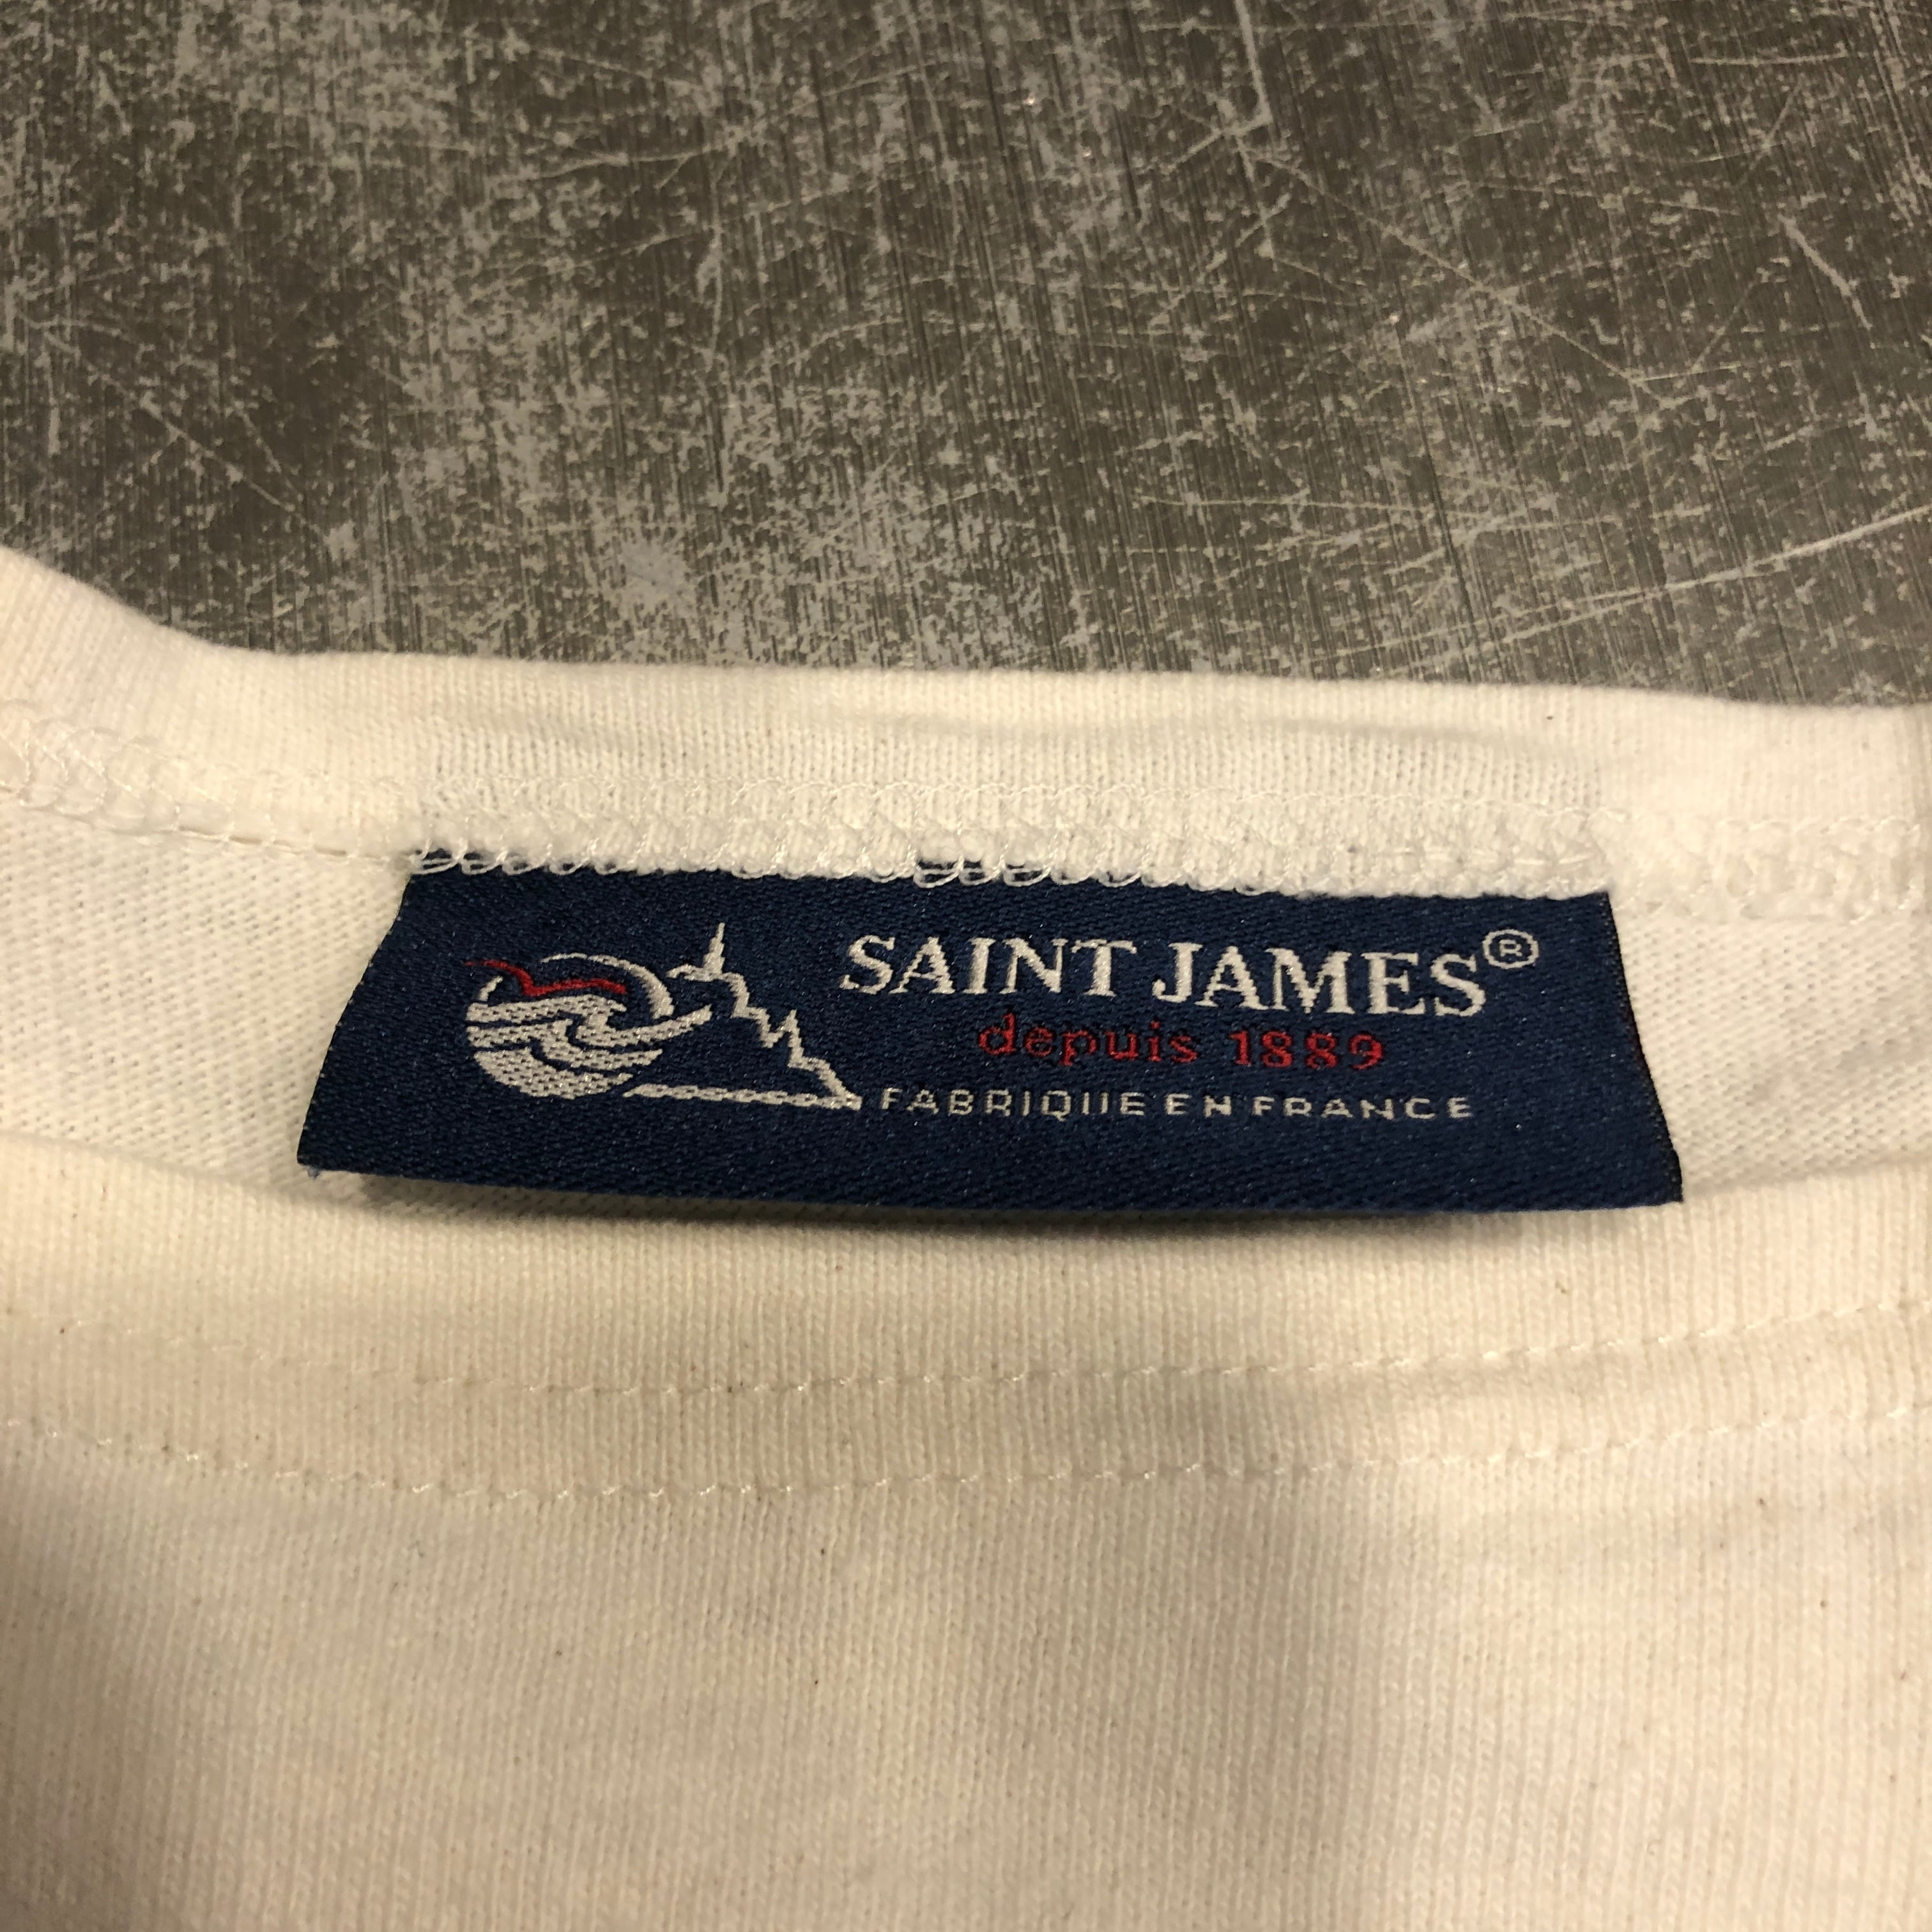 SAINT JAMES®
depuis 1889
FABRIQUE EN FRANCE